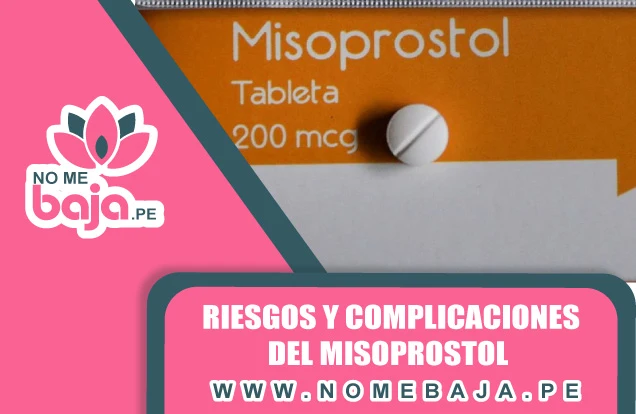 Misoprostol
Tableta
200 mcg
NO ME
baja.PE
RIESGOS Y COMPLICACIONES
DEL MISOPROSTOL
WWW.NOMEBAJA.PE